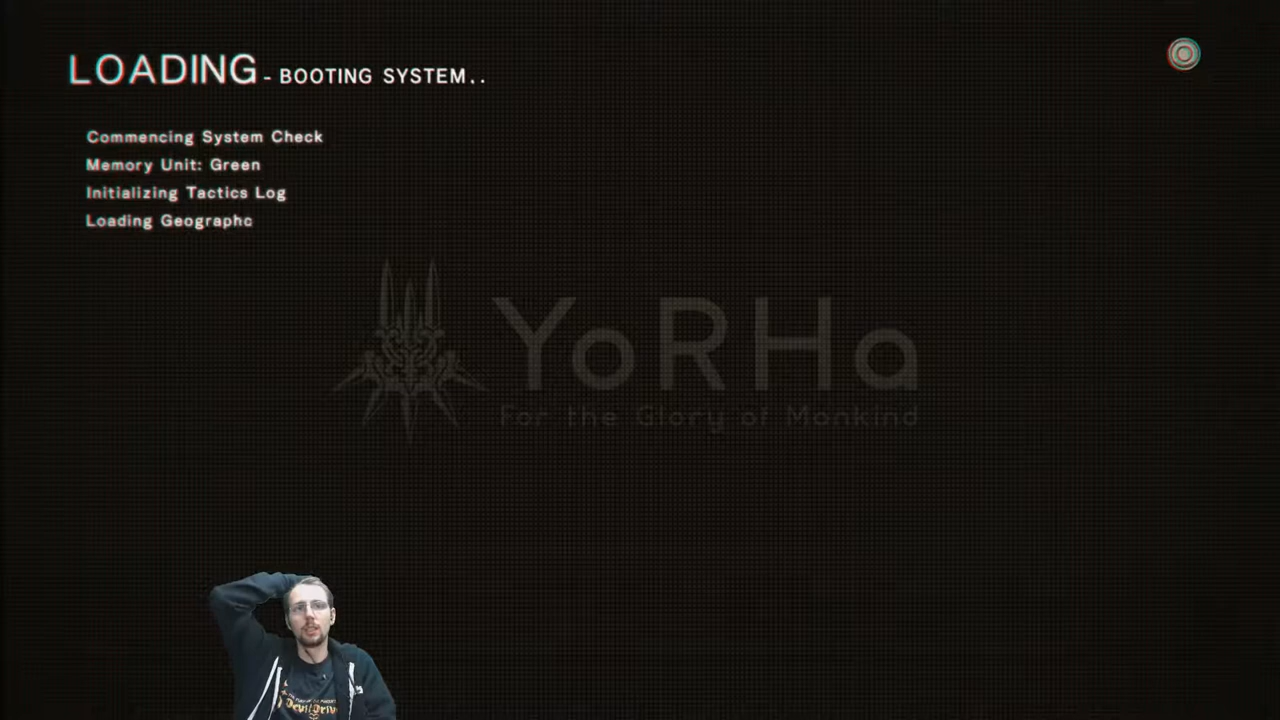 LOADING - BOOTING SYSTEM..
Commencing System Check
Memory Unit: Green
Initializing Tactics Log
Loading Geographc
YoRHa
For the Glory of Mankind